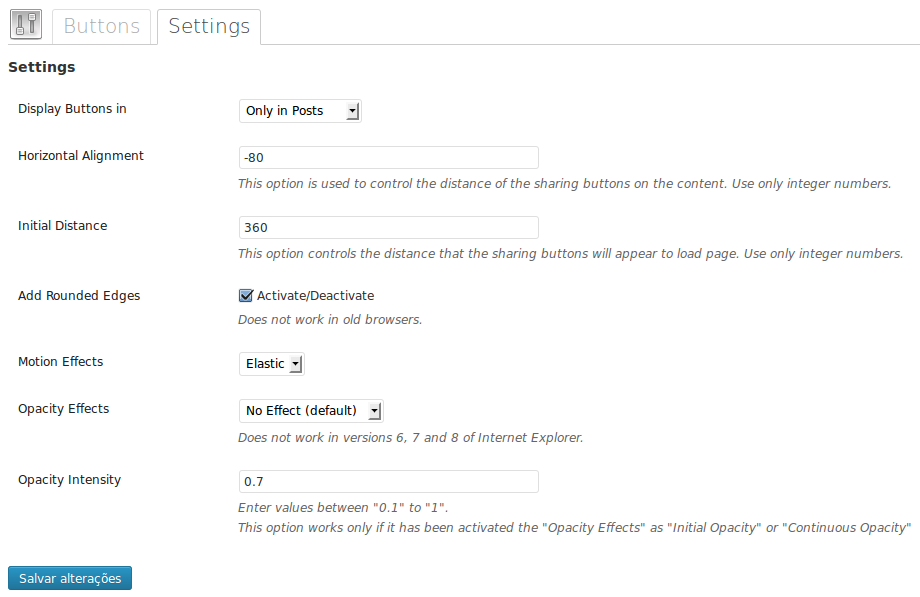 Buttons Settings
Settings
Display Buttons in Only in Posts
Horizontal Alignment -80
This option is used to control the distance of the sharing buttons on the content. Use only integer numbers.
Initial Distance 360
This option controls the distance that the sharing buttons will appear to load page. Use only integer numbers.
Add Rounded Edges Activate/Deactivate
Does not work in old browsers.
Motion Effects Elastic
Opacity Effects No Effect (default)
Does not work in versions 6, 7 and 8 of Internet Explorer.
Opacity Intensity 0.7
Enter values between "0.1" to "1".
This option works only if it has been activated the "Opacity Effects" as "Initial Opacity" or "Continuous Opacity"
Salvar alterações